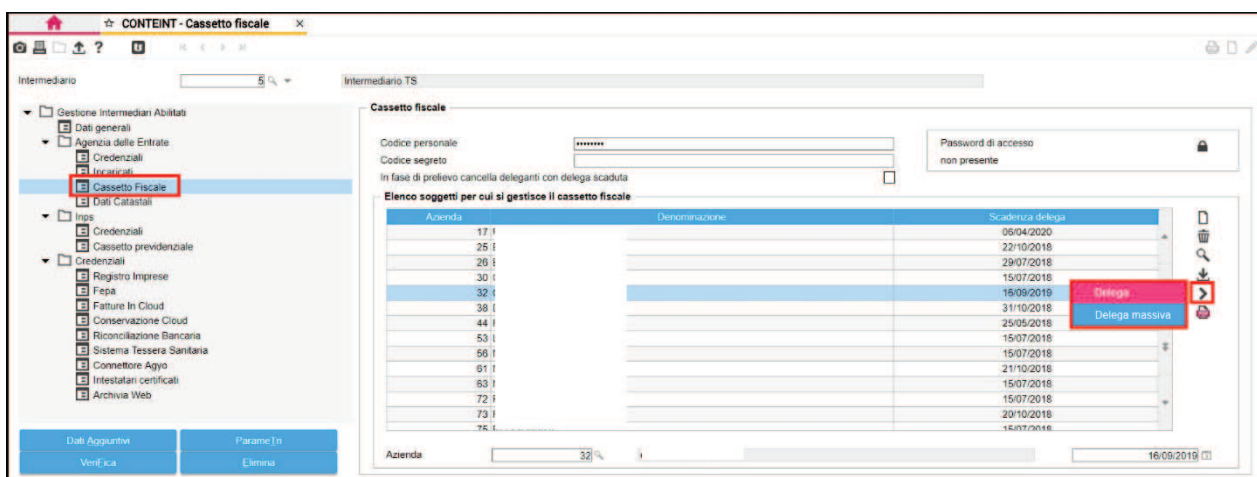 CONTEINT - Cassetto fiscale ×
?
Intermediario 5 Intermediario TS
Gestione Intermediari Abilitati
Dati generali
Agenzia delle Entrate
Credenziali
Incaricati
Cassetto Fiscale
Dati Catastali
Inps
Credenziali
Cassetto previdenziale
Credenziali
Registro Imprese
Fepa
Fatture In Cloud
Conservazione Cloud
Riconciliazione Bancaria
Sistema Tessera Sanitaria
Connettore Agyo
Intestatari certificati
Archivia Web
Dati Aggiuntivi
ParameTri
VeriFica
Elimina
Cassetto fiscale
Codice personale ••••••••
Codice segreto
In fase di prelievo cancella deleganti con delega scaduta
Password di accesso
non presente
Elenco soggetti per cui si gestisce il cassetto fiscale
Azienda Denominazione Scadenza delega
17 06/04/2020
25 22/10/2018
26 29/07/2018
30 15/07/2018
32 16/09/2019
38 31/10/2018
44 25/05/2018
53 15/07/2018
56 15/07/2018
61 21/10/2018
63 15/07/2018
72 15/07/2018
73 20/10/2018
75 15/07/2018
Delega
Delega massiva
Azienda 32 16/09/2019